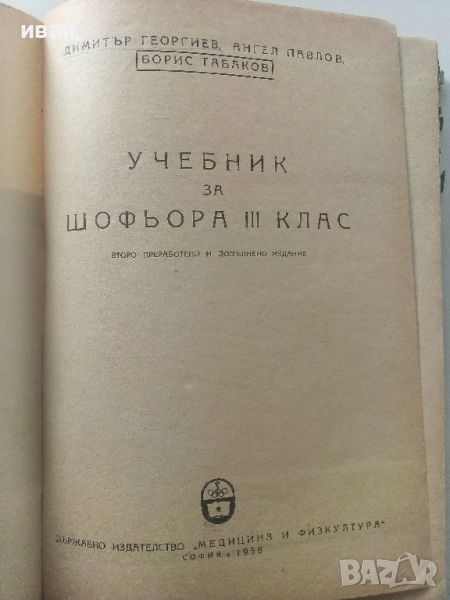 иван
ДИМИТЪР ГЕОРГИЕВ, АНГЕЛ ПАВЛОВ,
БОРИС ТАБАКОВ
УЧЕБНИК
ЗА
ШОФЬОРА III КЛАС
ВТОРО ПРЕРАБОТЕНО И ДОПЪЛНЕНО ИЗДАНИЕ
ДЪРЖАВНО ИЗДАТЕЛСТВО „МЕДИЦИНА И ФИЗКУЛТУРА"
СОФИЯ • 1958
BAZAR